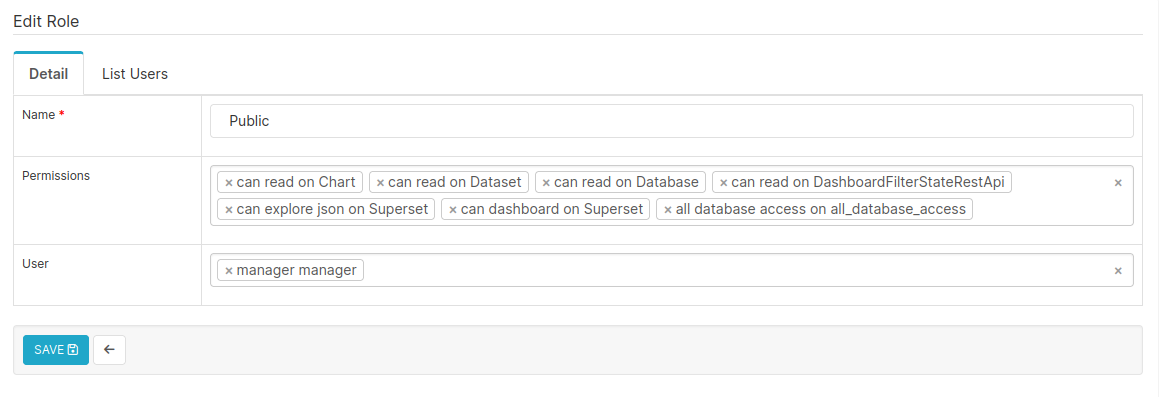 Edit Role
Detail List Users
Name *
Public
Permissions
× can read on Chart × can read on Dataset × can read on Database × can read on DashboardFilterStateRestApi ×
× can explore json on Superset × can dashboard on Superset × all database access on all_database_access
User
× manager manager ×
SAVE ←